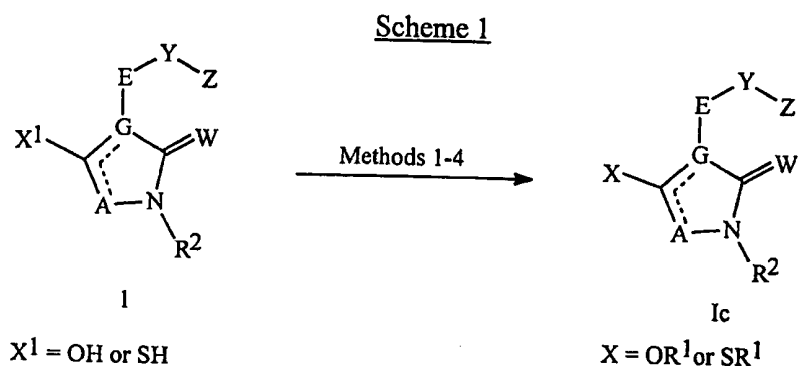 Scheme 1
E Y Z
X1 G W
A N
R2
1
X1 = OH or SH
Methods 1-4
E Y Z
X G W
A N
R2
Ic
X = OR1 or SR1